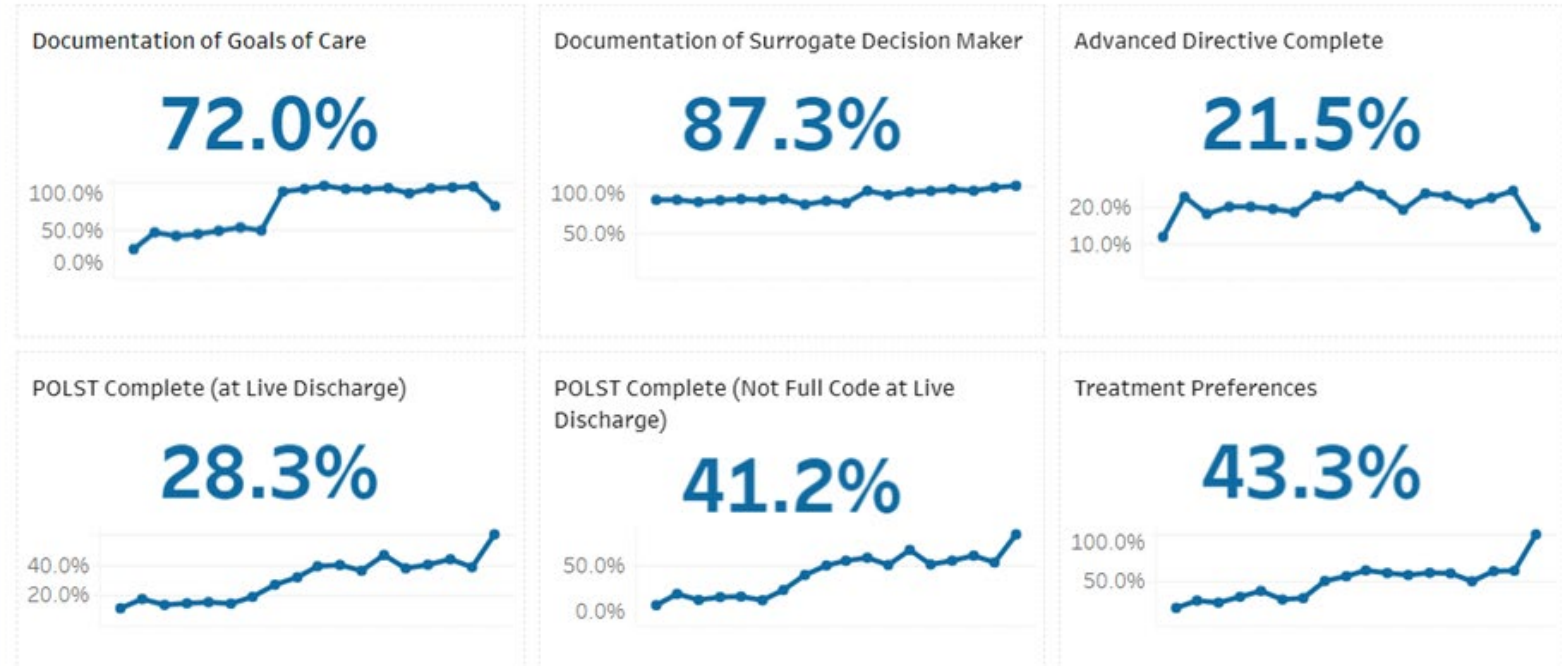 Documentation of Goals of Care
72.0%
100.0%
50.0%
0.0%
Documentation of Surrogate Decision Maker
87.3%
100.0%
50.0%
Advanced Directive Complete
21.5%
20.0%
10.0%
POLST Complete (at Live Discharge)
28.3%
40.0%
20.0%
POLST Complete (Not Full Code at Live
Discharge)
41.2%
50.0%
0.0%
Treatment Preferences
43.3%
100.0%
50.0%